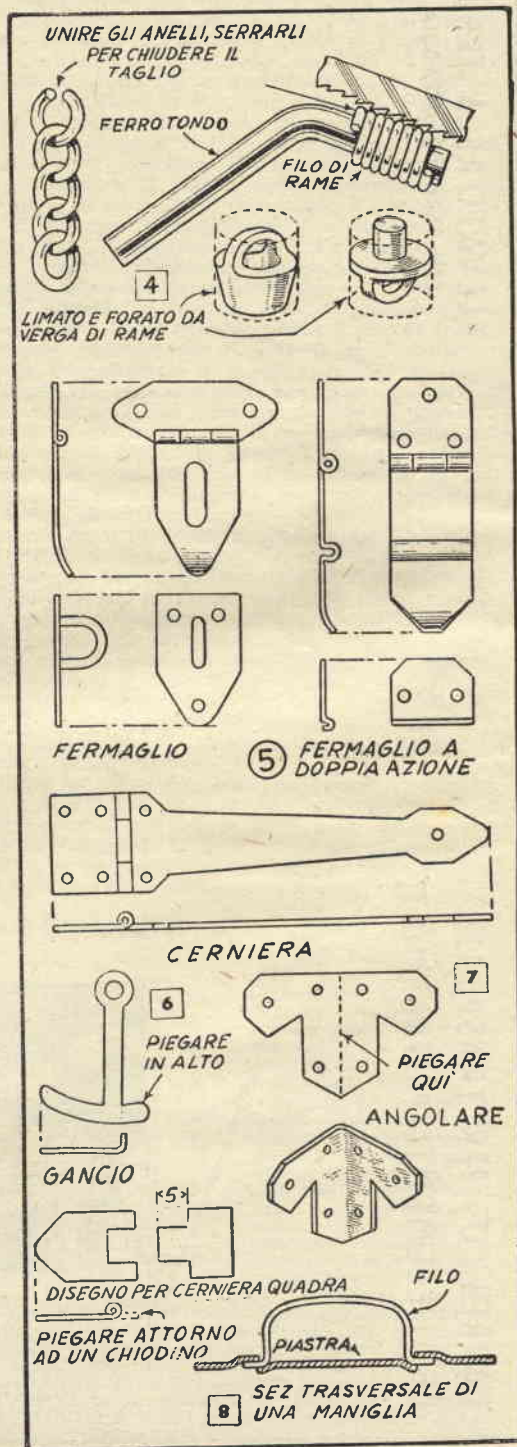 UNIRE GLI ANELLI, SERRARLI
PER CHIUDERE IL
TAGLIO
FERRO TONDO
FILO DI
RAME
4
LIMATO E FORATO DA
VERGA DI RAME
FERMAGLIO
5
FERMAGLIO A
DOPPIA AZIONE
CERNIERA
6
7
PIEGARE
IN ALTO
PIEGARE
QUÌ
ANGOLARE
GANCIO
5
DISEGNO PER CERNIERA QUADRA
FILO
PIEGARE ATTORNO
AD UN CHIODINO
PIASTRA
8
SEZ TRASVERSALE DI
UNA MANIGLIA